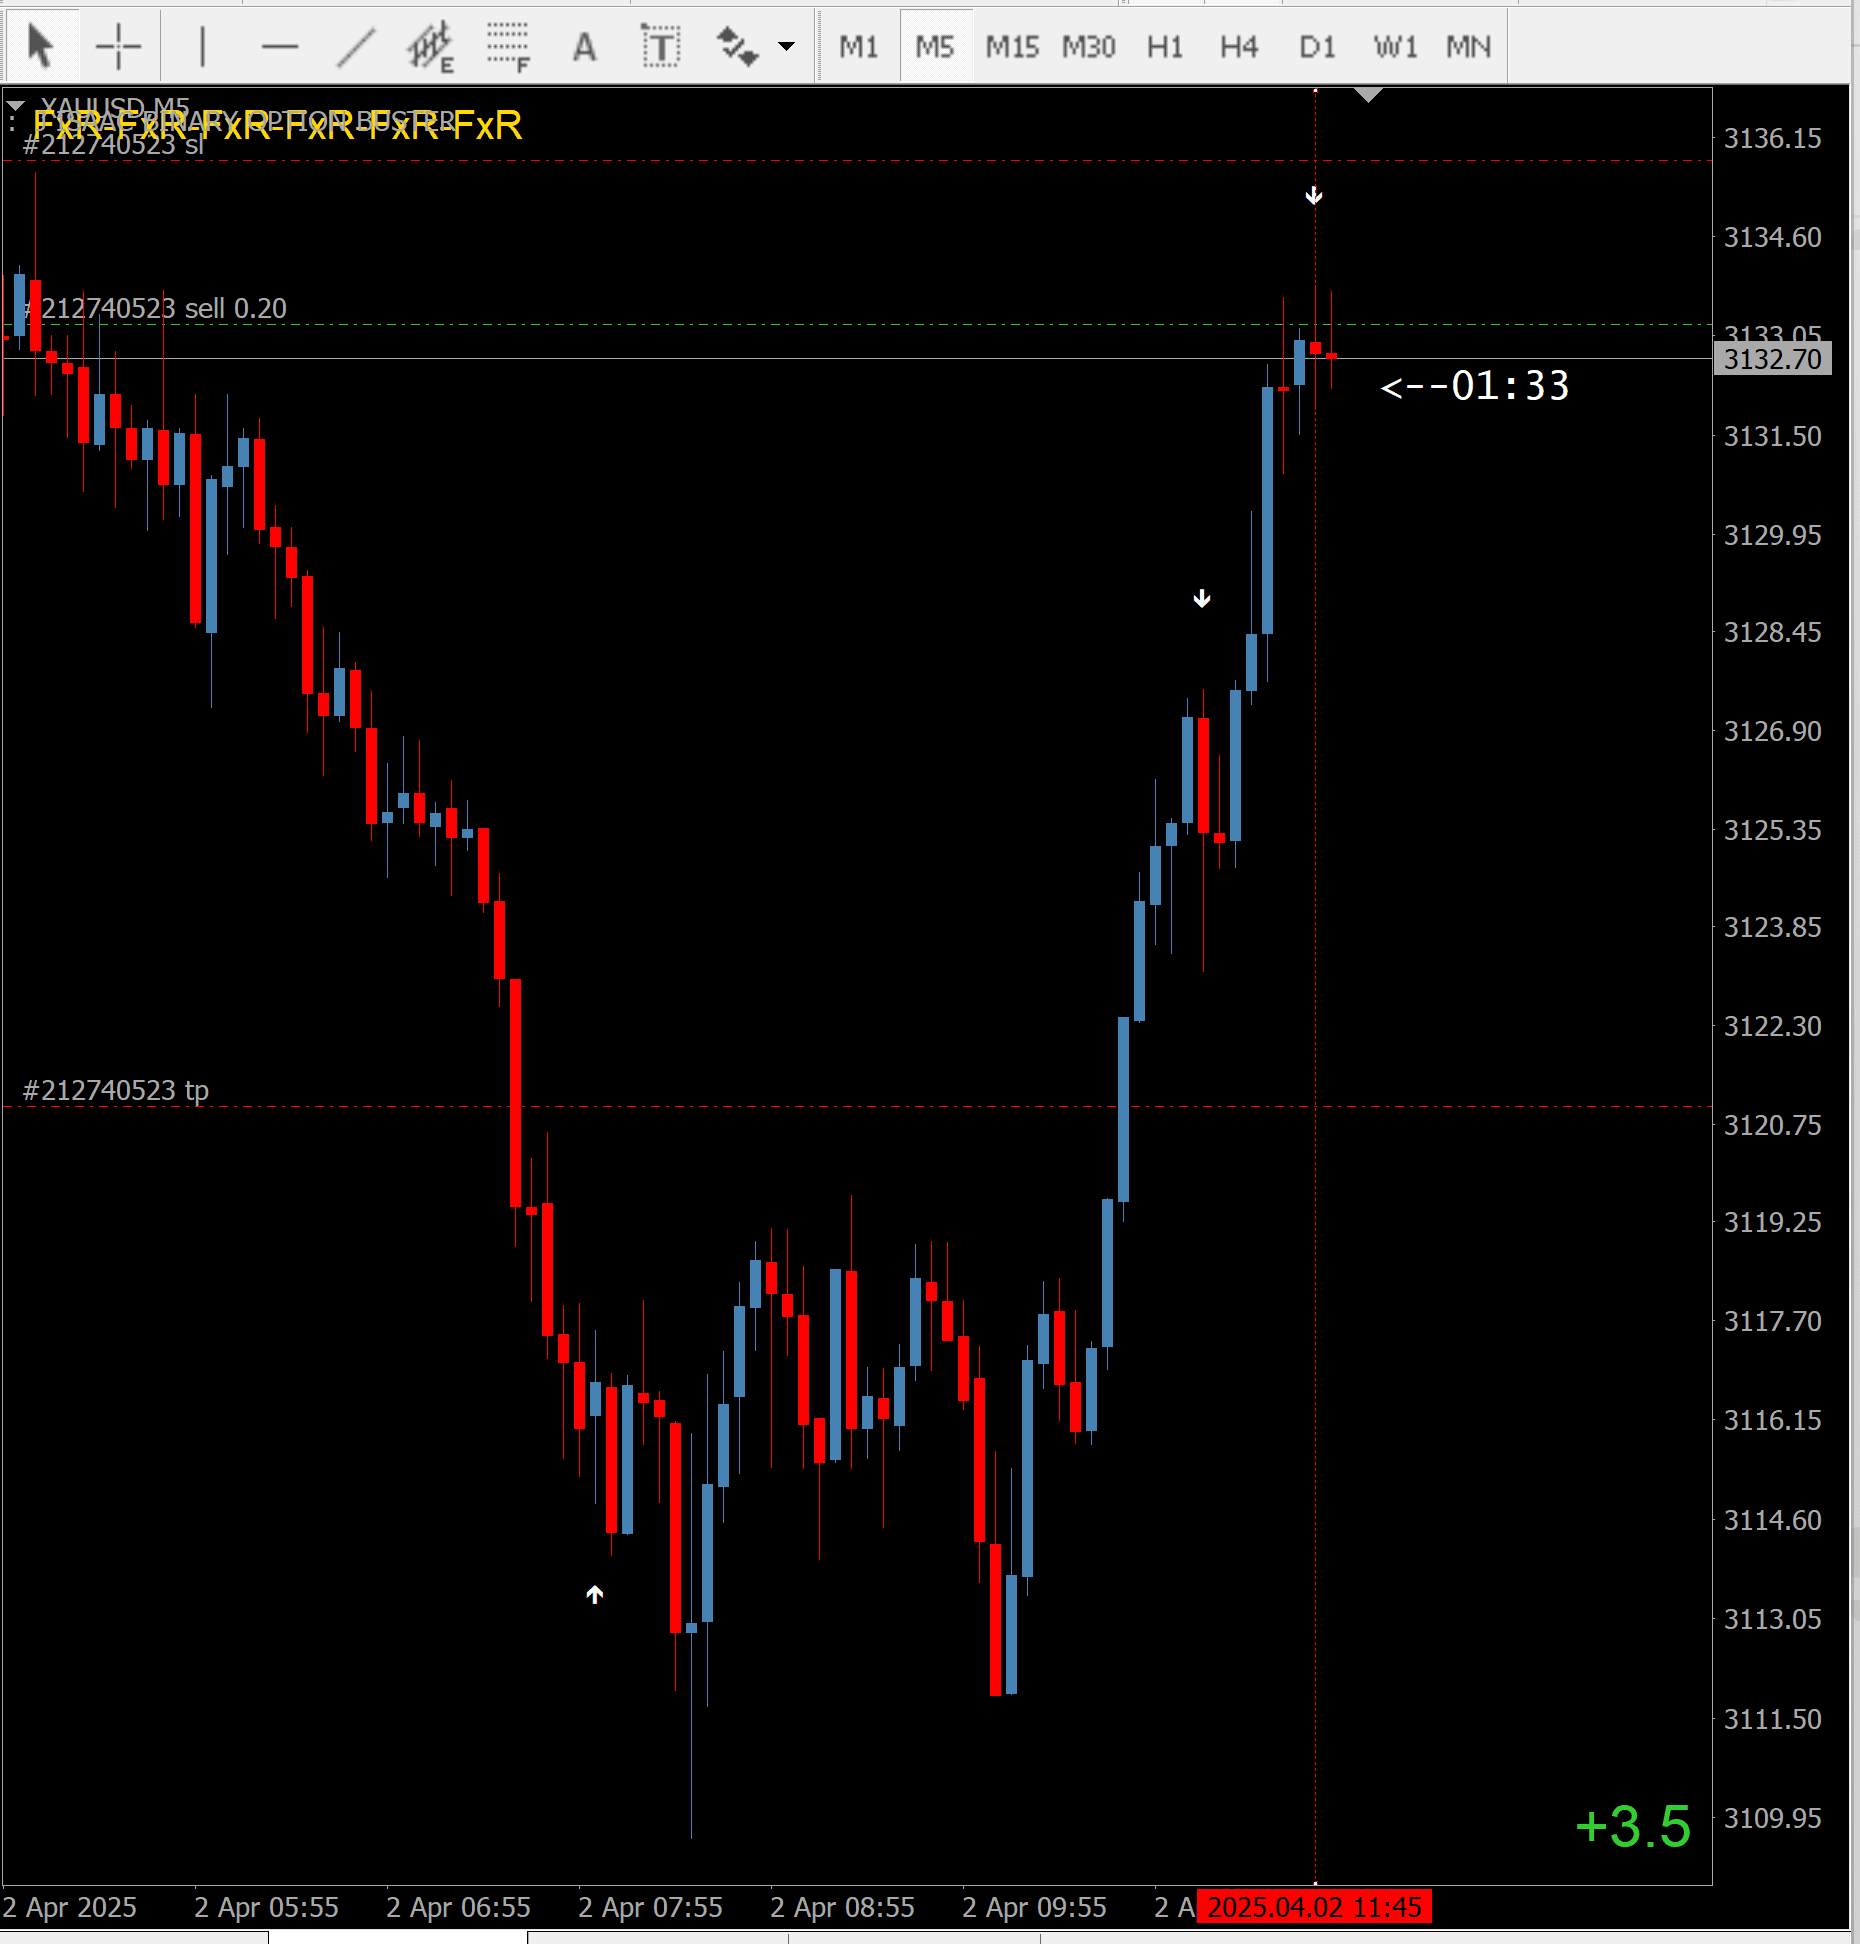 E F A T M1 M5 M15 M30 H1 H4 D1 W1 MN
XAUUSD,M5
FxR-FxR-FxR-FxR-FxR-FxR
ISAAC BINARY OPTION BUSTER
#212740523 sl
#212740523 sell 0.20
<--01:33
#212740523 tp
+3.5
3136.15
3134.60
3133.05
3132.70
3131.50
3129.95
3128.45
3126.90
3125.35
3123.85
3122.30
3120.75
3119.25
3117.70
3116.15
3114.60
3113.05
3111.50
3109.95
2 Apr 2025 2 Apr 05:55 2 Apr 06:55 2 Apr 07:55 2 Apr 08:55 2 Apr 09:55 2 A 2025.04.02 11:45